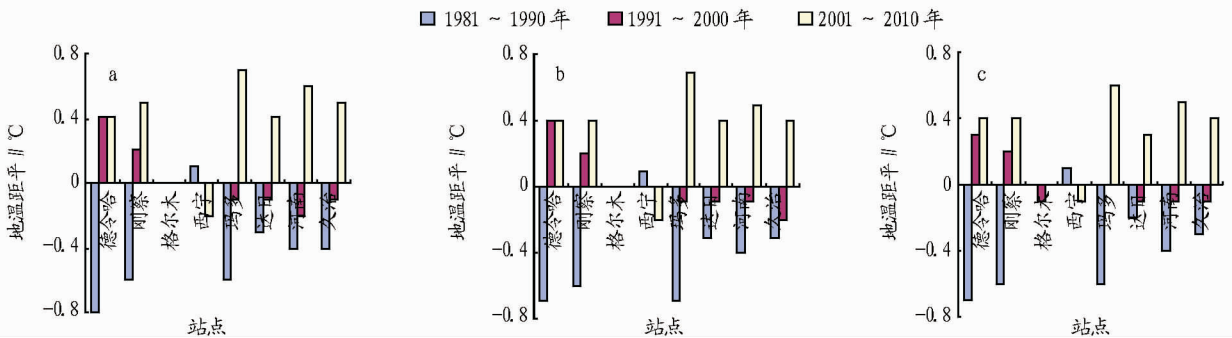 1981 ~ 1990 年 1991 ~ 2000 年 2001 ~ 2010 年
a
地温距平 // ℃
0.8
0.4
0
-0.4
-0.8
德令哈 刚察 格尔木 西宁 玛多 达日 河南 久治
站点
b
地温距平 // ℃
0.8
0.4
0
-0.4
-0.8
德令哈 刚察 格尔木 西宁 玛多 达日 河南 久治
站点
c
地温距平 // ℃
0.8
0.4
0
-0.4
-0.8
德令哈 刚察 格尔木 西宁 玛多 达日 河南 久治
站点